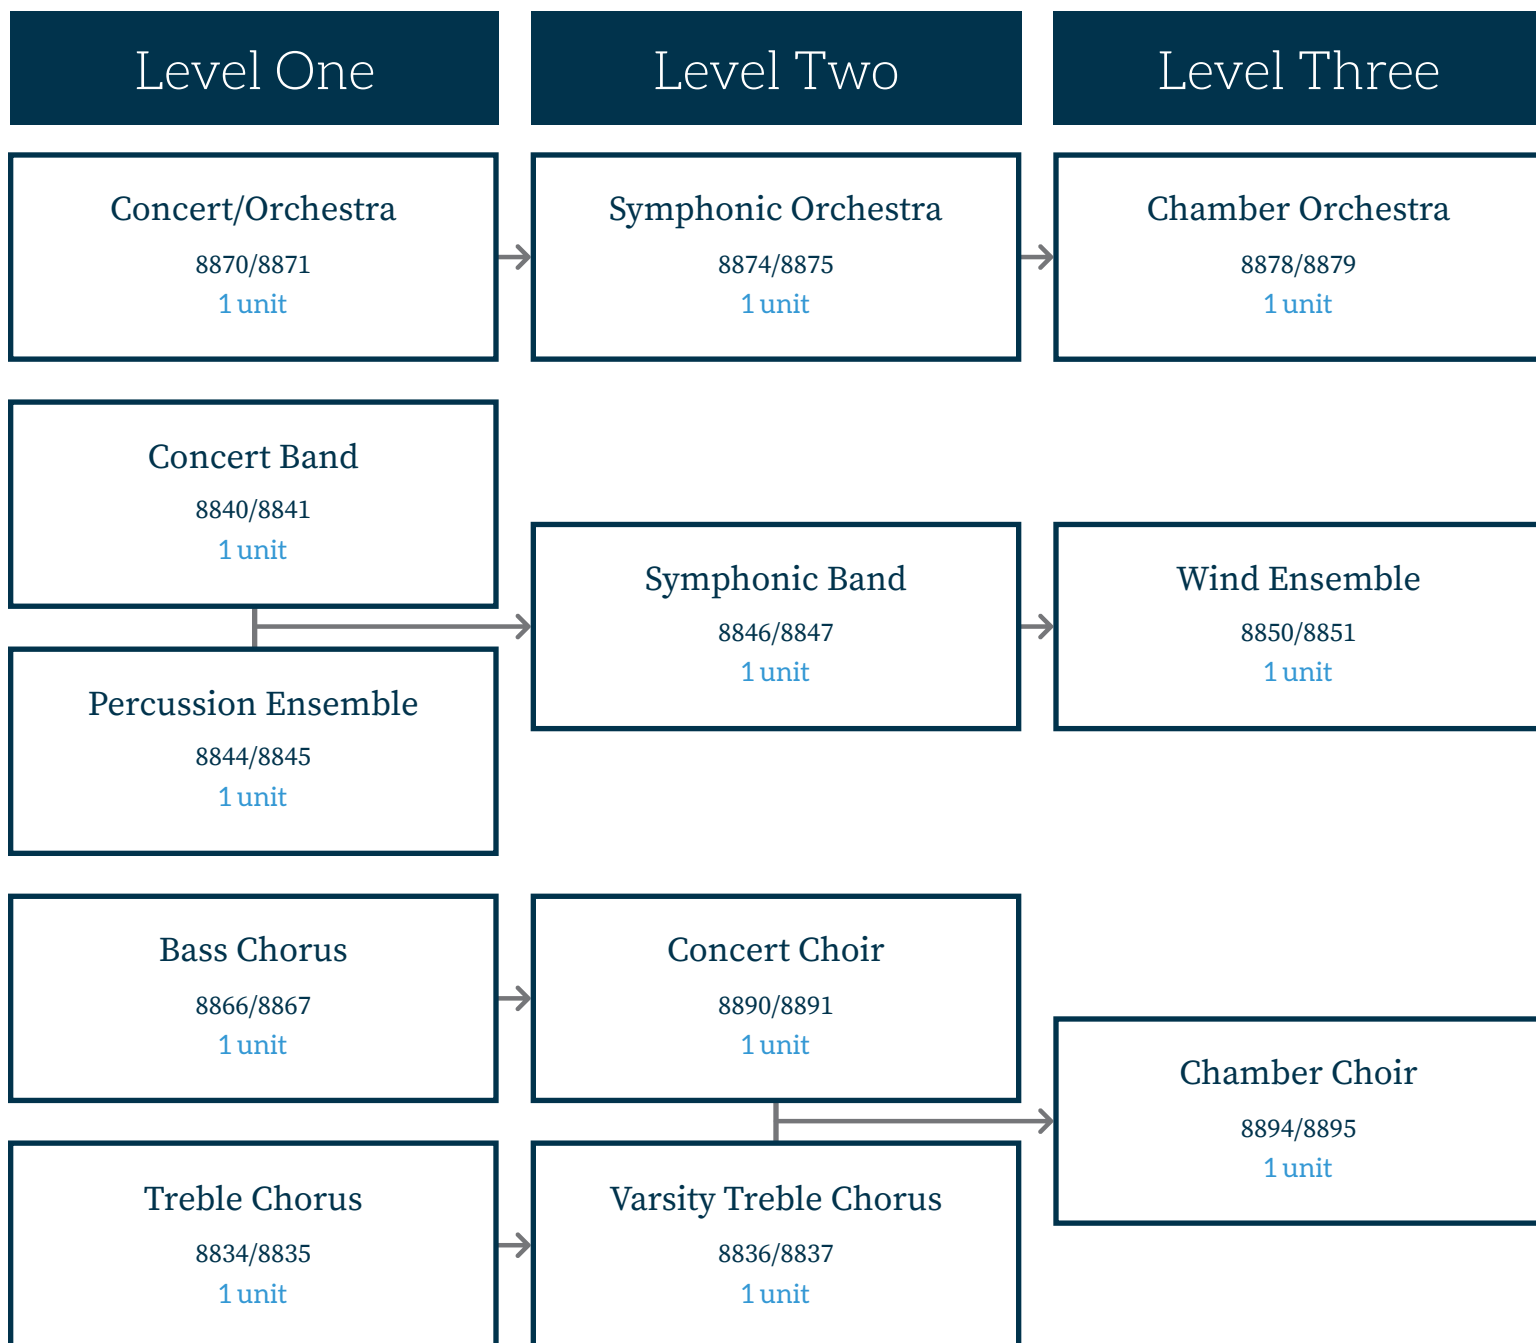 Level One
Level Two
Level Three
Concert/Orchestra
8870/8871
1 unit
Symphonic Orchestra
8874/8875
1 unit
Chamber Orchestra
8878/8879
1 unit
Concert Band
8840/8841
1 unit
Percussion Ensemble
8844/8845
1 unit
Symphonic Band
8846/8847
1 unit
Wind Ensemble
8850/8851
1 unit
Bass Chorus
8866/8867
1 unit
Concert Choir
8890/8891
1 unit
Treble Chorus
8834/8835
1 unit
Varsity Treble Chorus
8836/8837
1 unit
Chamber Choir
8894/8895
1 unit